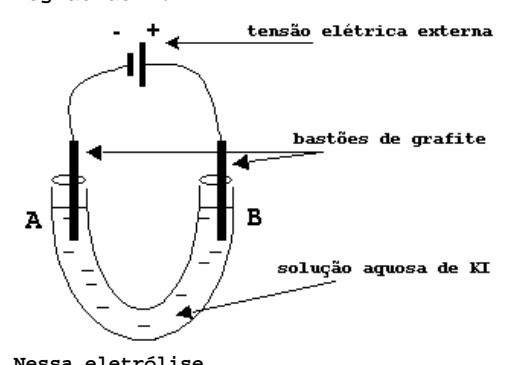 - +
tensão elétrica externa
bastões de grafite
A
B
solução aquosa de KI
Nessa eletrólise